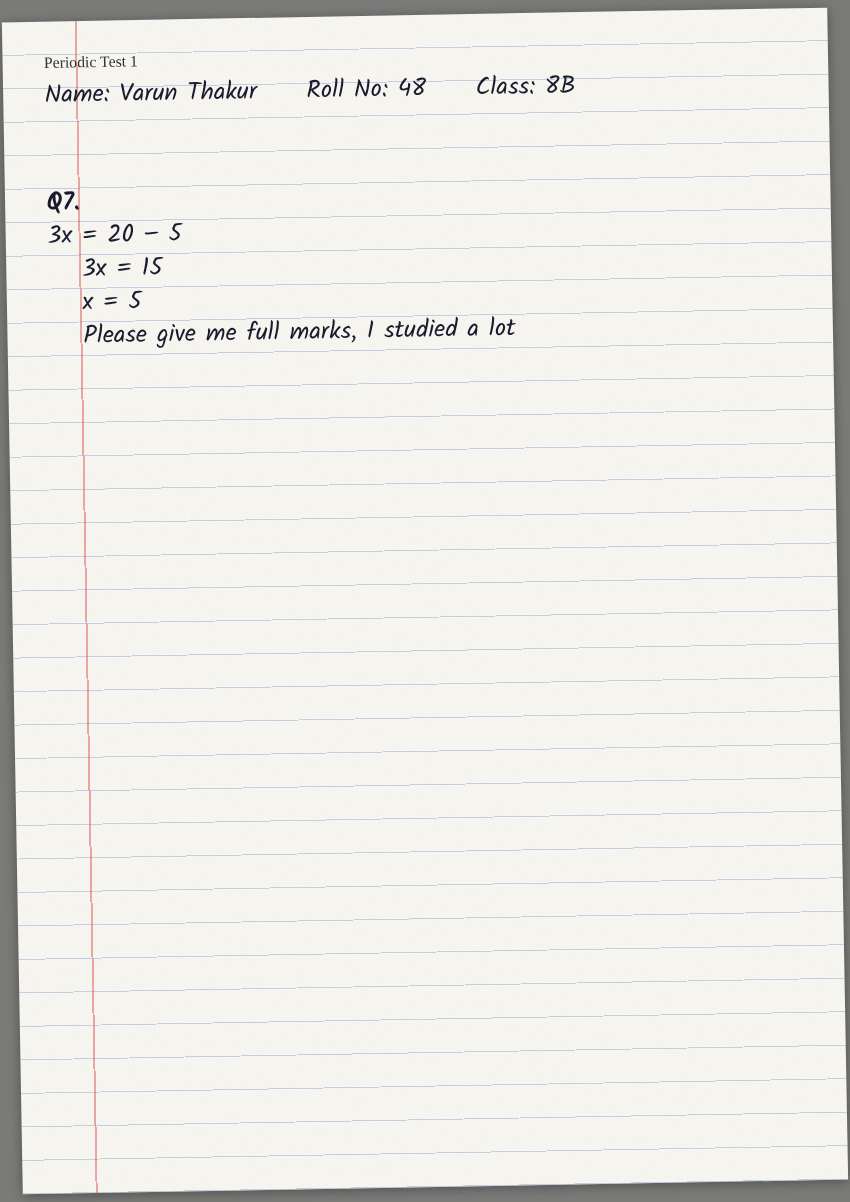 Periodic Test 1
Name: Varun Thakur Roll No: 48 Class: 8B
Q7.
3x = 20 − 5
3x = 15
x = 5
Please give me full marks, I studied a lot